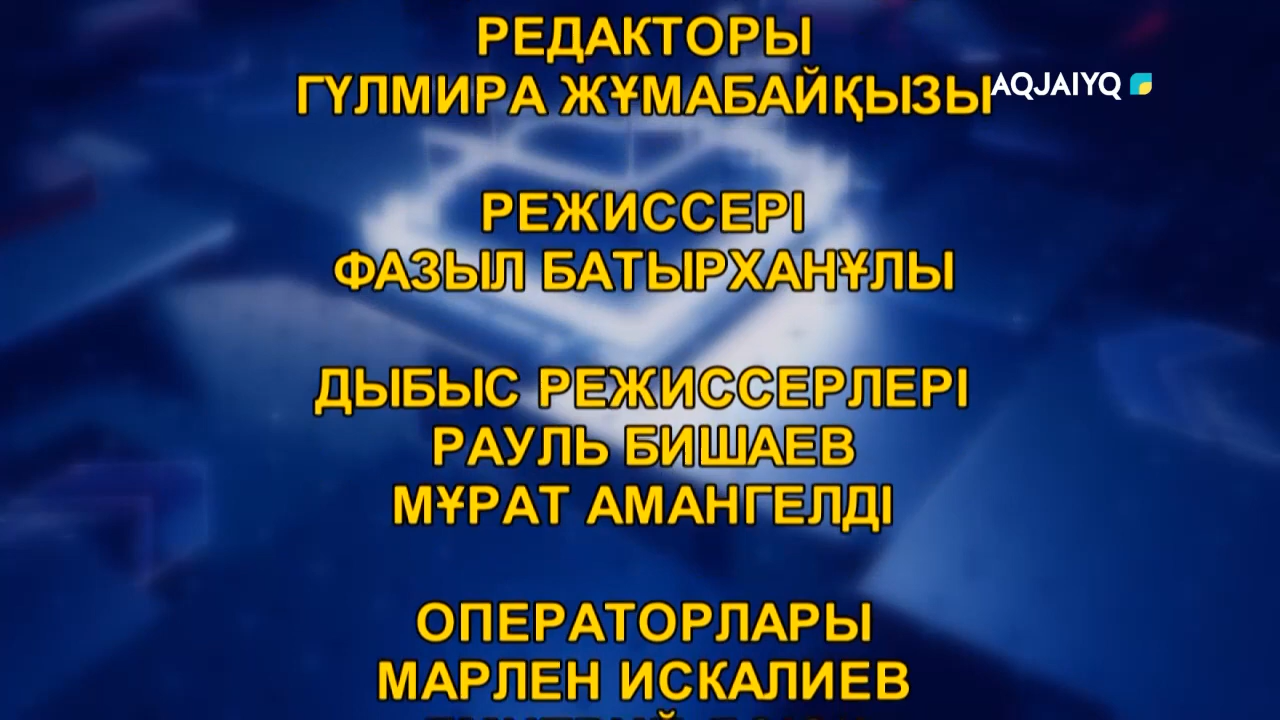 РЕДАКТОРЫ
ГҮЛМИРА ЖҰМАБАЙҚЫЗЫ
AQJAIYQ
РЕЖИССЕРІ
ФАЗЫЛ БАТЫРХАНҰЛЫ
ДЫБЫС РЕЖИССЕРЛЕРІ
РАУЛЬ БИШАЕВ
МҰРАТ АМАНГЕЛДІ
ОПЕРАТОРЛАРЫ
МАРЛЕН ИСКАЛИЕВ